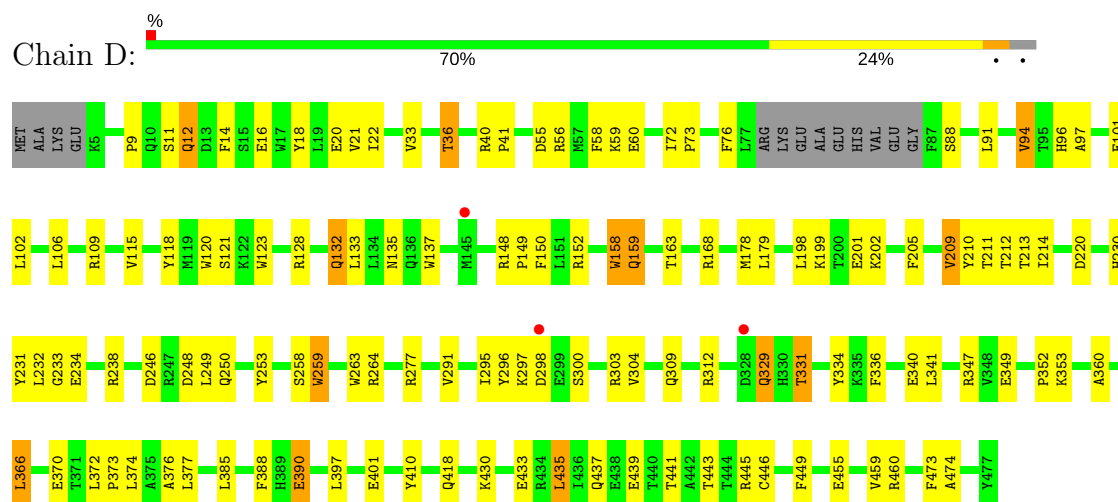 %
Chain D:
70% 24% • •
MET ALA LYS GLU K5 P9 Q10 S11 Q12 D13 F14 S15 E16 W17 Y18 L19 E20 V21 I22 V33 T36 R40 P41 D55 R56 M57 F58 K59 E60 I72 P73 F76 L77 ARG LYS GLU ALA GLU HIS VAL GLU GLY F87 S88 L91 V94 T95 H96 A97
L102 L106 R109 V115 Y118 M119 W120 S121 K122 W123 R128 Q132 L133 L134 N135 Q136 W137 M145 R148 P149 F150 L151 R152 W158 Q159 T163 R168 M178 L179 L198 K199 T200 E201 K202 F205 V209 Y210 T211 T212 T213 I214 D220
Y231 L232 G233 E234 R238 D246 R247 D248 L249 Q250 Y253 S258 W259 W263 R264 R277 V291 I295 Y296 K297 D298 E299 S300 R303 V304 Q309 R312 D328 Q329 H330 T331 Y334 K335 F336 E340 L341 R347 V348 E349 P352 K353 A360
L366 E370 T371 L372 P373 L374 A375 A376 L377 L385 F388 H389 E390 L397 E401 Y410 Q418 K430 E433 R434 L435 I436 Q437 E438 E439 T440 T441 A442 T443 T444 R445 C446 F449 E455 V459 R460 F473 A474 V477